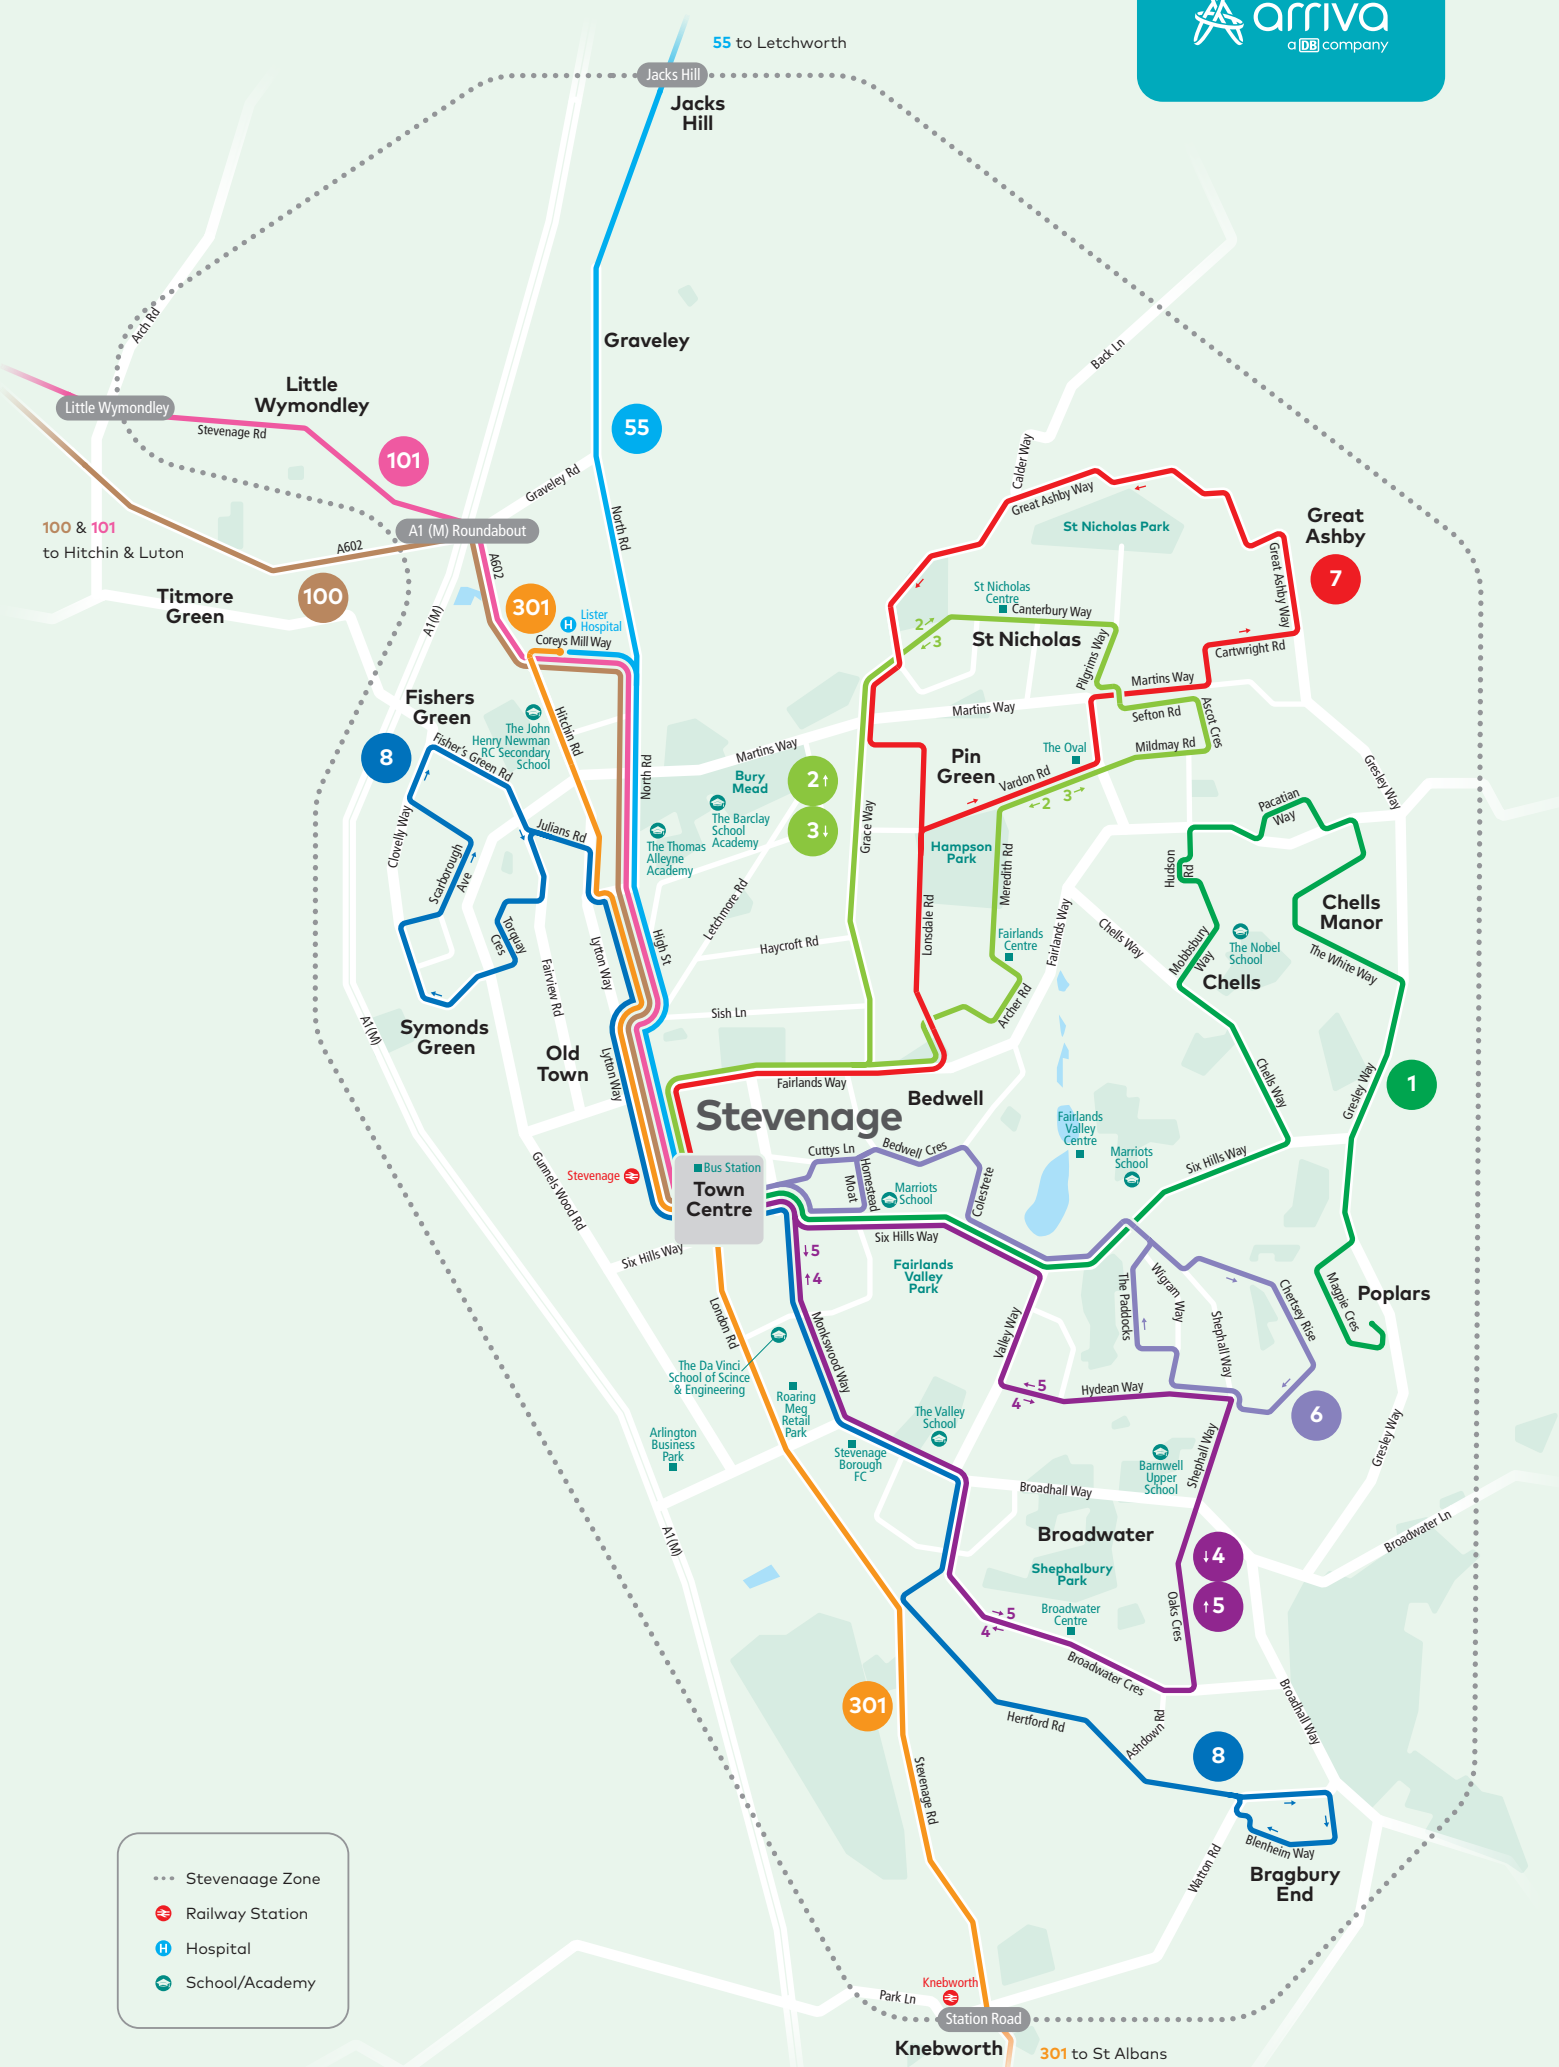 arriva
a DB company
55 to Letchworth
Jacks Hill
Jacks
Hill
Arch Rd
Graveley
Back Ln
Little
Wymondley
Little Wymondley
Stevenage Rd
55
101
Calder Way
Graveley Rd
Great Ashby Way
North Rd
St Nicholas Park
Great
Ashby
7
100 & 101
to Hitchin & Luton
A1 (M) Roundabout
A602
A602
Great Ashby Way
Titmore
Green
100
A1(M)
301
Lister
Hospital
Coreys Mill Way
St Nicholas
Centre
Canterbury Way
St Nicholas
2
3
Pilgrims Way
Cartwright Rd
Martins Way
Fishers
Green
The John
Henry Newman
RC Secondary
School
Hitchin Rd
Martins Way
Sefton Rd
Ascot Cres
Mildmay Rd
8
Fisher's Green Rd
Martins Way
North Rd
Bury
Mead
The Barclay
School
Academy
2
3
Pin
Green
The Oval
Vardon Rd
2
3
Gresley Way
Pacatian
Way
Clovelly Way
Julians Rd
The Thomas
Alleyne
Academy
Grace Way
Hampson
Park
Meredith Rd
Hudson
Rd
Scarborough
Ave
Letchmore Rd
Lonsdale Rd
Fairlands
Centre
Fairlands Way
Chells Way
Mobbsbury
Way
The Nobel
School
Chells
Manor
The White Way
Chells
Torquay
Cres
Lytton Way
High St
Haycroft Rd
Fairview Rd
Archer Rd
Symonds
Green
A1(M)
Sish Ln
Old
Town
Lytton Way
Fairlands Way
Bedwell
Chells Way
Gresley Way
1
Stevenage
Fairlands
Valley
Centre
Marriots
School
Six Hills Way
Gunnels Wood Rd
Stevenage
Bus Station
Town
Centre
Cuttys Ln
Bedwell Cres
Homestead
Moat
Marriots
School
Colestrete
Six Hills Way
Six Hills Way
5
4
Fairlands
Valley
Park
The Paddocks
Wigram Way
Shephall Way
Chertsey Rise
Magpie Cres
Poplars
London Rd
Monkswood Way
Valley Way
The Da Vinci
School of Scince
& Engineering
Roaring
Meg
Retail
Park
5
4
Hydean Way
6
The Valley
School
Arlington
Business
Park
Stevenage
Borough
FC
Barnwell
Upper
School
Shephall Way
Gresley Way
Broadhall Way
Broadwater
Broadwater Ln
A1(M)
4
5
Shephalbury
Park
Broadwater
Centre
5
4
Oaks Cres
Broadwater Cres
301
Hertford Rd
Ashdown Rd
Broadhall Way
8
Stevenage Rd
Blenheim Way
Watton Rd
Bragbury
End
Stevenaage Zone
Railway Station
Hospital
School/Academy
Knebworth
Park Ln
Station Road
Knebworth
301 to St Albans